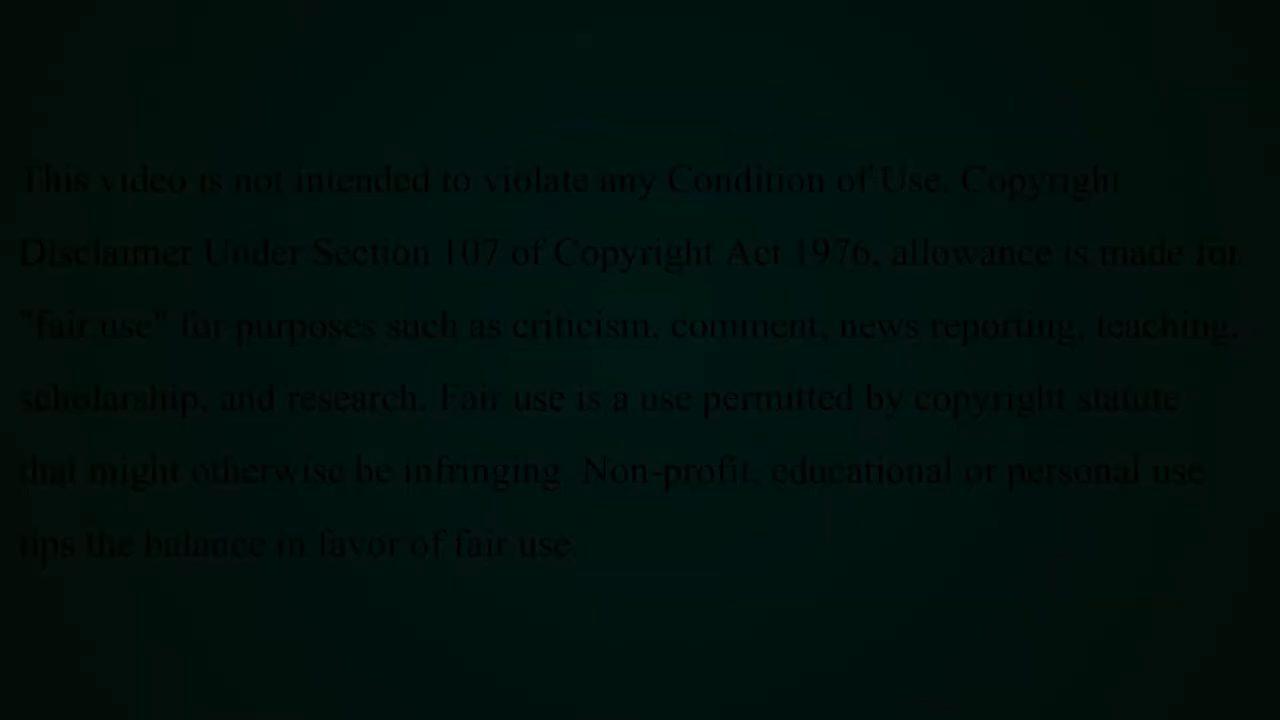 This video is not intended to violate any Condition of Use. Copyright
Disclaimer Under Section 107 of Copyright Act 1976, allowance is made for
"fair use" for purposes such as criticism, comment, news reporting, teaching,
scholarship, and research. Fair use is a use permitted by copyright statute
that might otherwise be infringing. Non-profit, educational or personal use
tips the balance in favor of fair use.